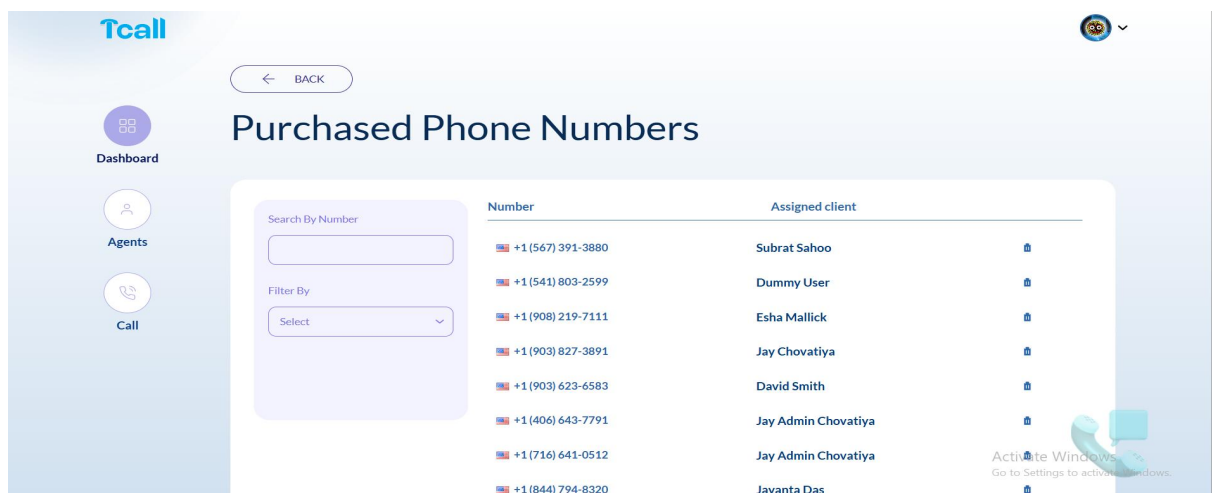 Tcall
BACK
Purchased Phone Numbers
Dashboard
Agents
Call
Search By Number
Filter By
Select
Number Assigned client
+1 (567) 391-3880 Subrat Sahoo
+1 (541) 803-2599 Dummy User
+1 (908) 219-7111 Esha Mallick
+1 (903) 827-3891 Jay Chovatiya
+1 (903) 623-6583 David Smith
+1 (406) 643-7791 Jay Admin Chovatiya
+1 (716) 641-0512 Jay Admin Chovatiya
+1 (844) 794-8320 Jayanta Das
Activate Windows
Go to Settings to activate Windows.